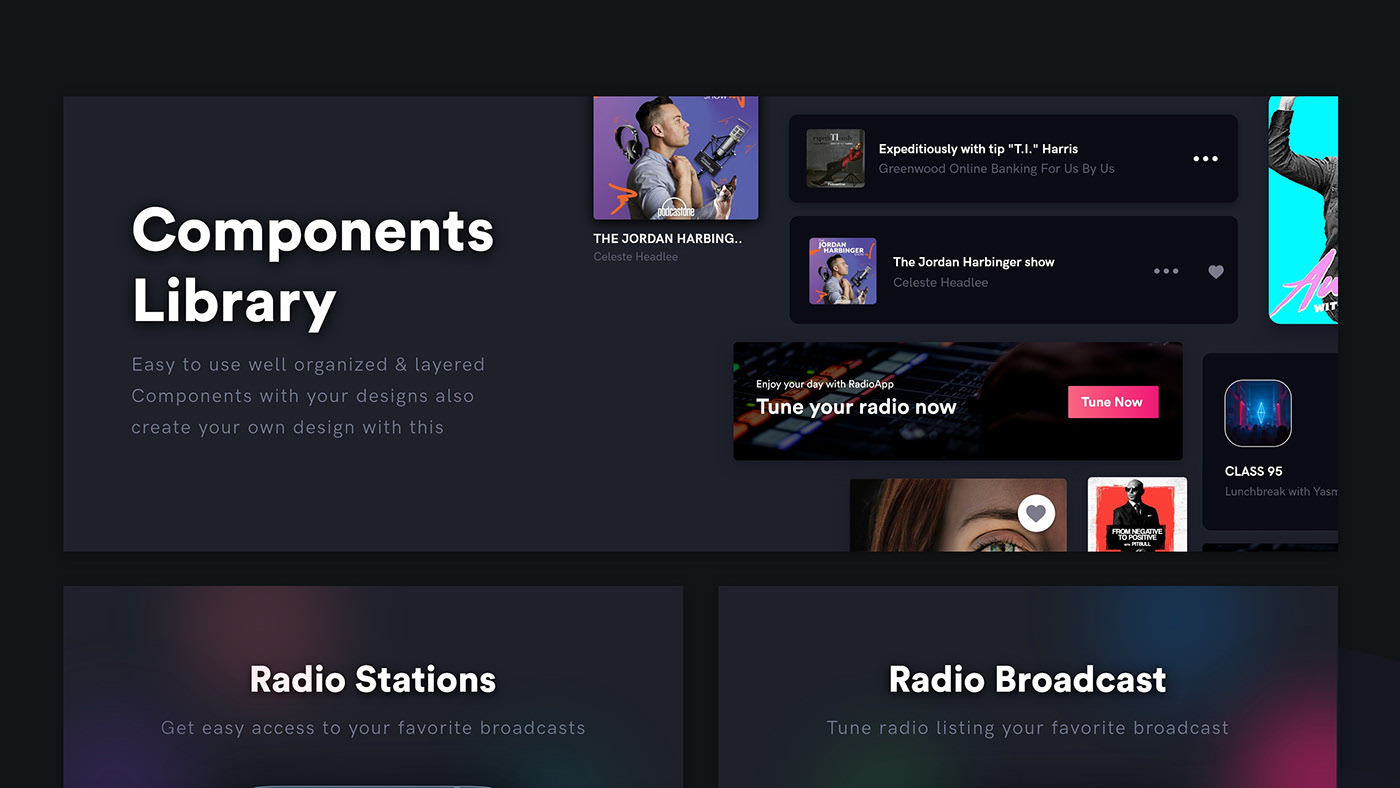 Components
Library
Easy to use well organized & layered
Components with your designs also
create your own design with this
podcastone
THE JORDAN HARBING..
Celeste Headlee
Expeditiously with tip "T.I." Harris
Greenwood Online Banking For Us By Us
JORDAN
HARBINGER
The Jordan Harbinger show
Celeste Headlee
Enjoy your day with RadioApp
Tune your radio now
Tune Now
CLASS 95
FROM NEGATIVE
TO POSITIVE
WITH PITBULL
Lunchbreak with
Radio Stations
Get easy access to your favorite broadcasts
Radio Broadcast
Tune radio listing your favorite broadcast